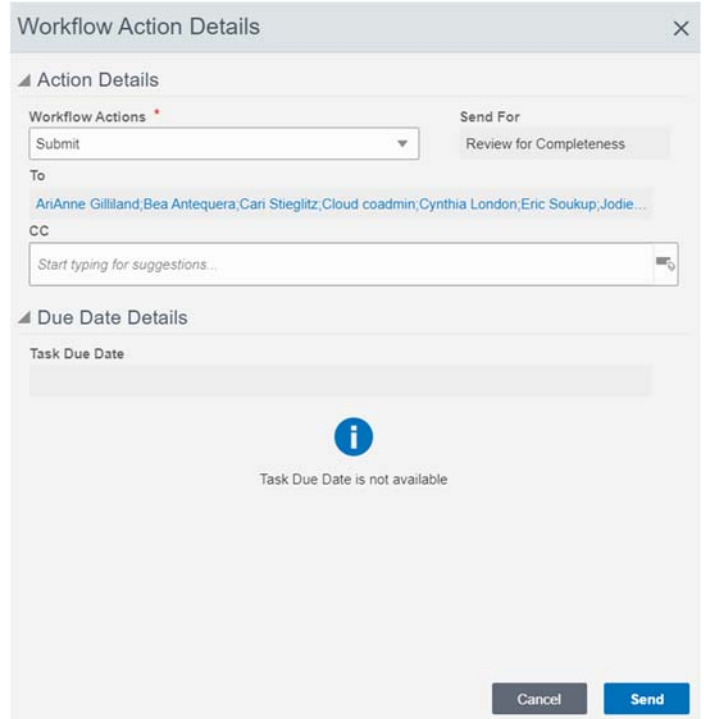 Workflow Action Details
Action Details
Workflow Actions *
Send For
Submit
Review for Completeness
To
AriAnne Gilliland;Bea Antequera;Cari Stieglitz;Cloud coadmin;Cynthia London;Eric Soukup;Jodie...
CC
Start typing for suggestions...
Due Date Details
Task Due Date
Task Due Date is not available
Cancel
Send